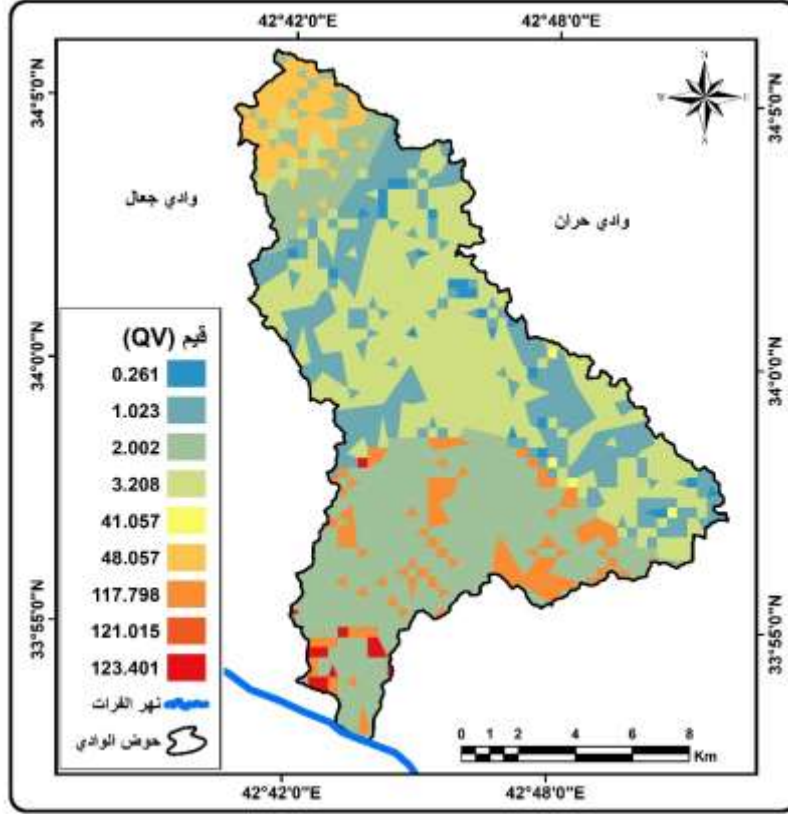 42°42'0"E 42°48'0"E
34°5'0"N 34°5'0"N
وادي جعال
وادي حران
قيم (QV)
0.261
1.023
2.002
3.208
41.057
48.057
117.798
121.015
123.401
نهر الفرات
حوض الوادي
34°0'0"N 34°0'0"N
33°55'0"N 33°55'0"N
0 1 2 4 6 8
Km
42°42'0"E 42°48'0"E